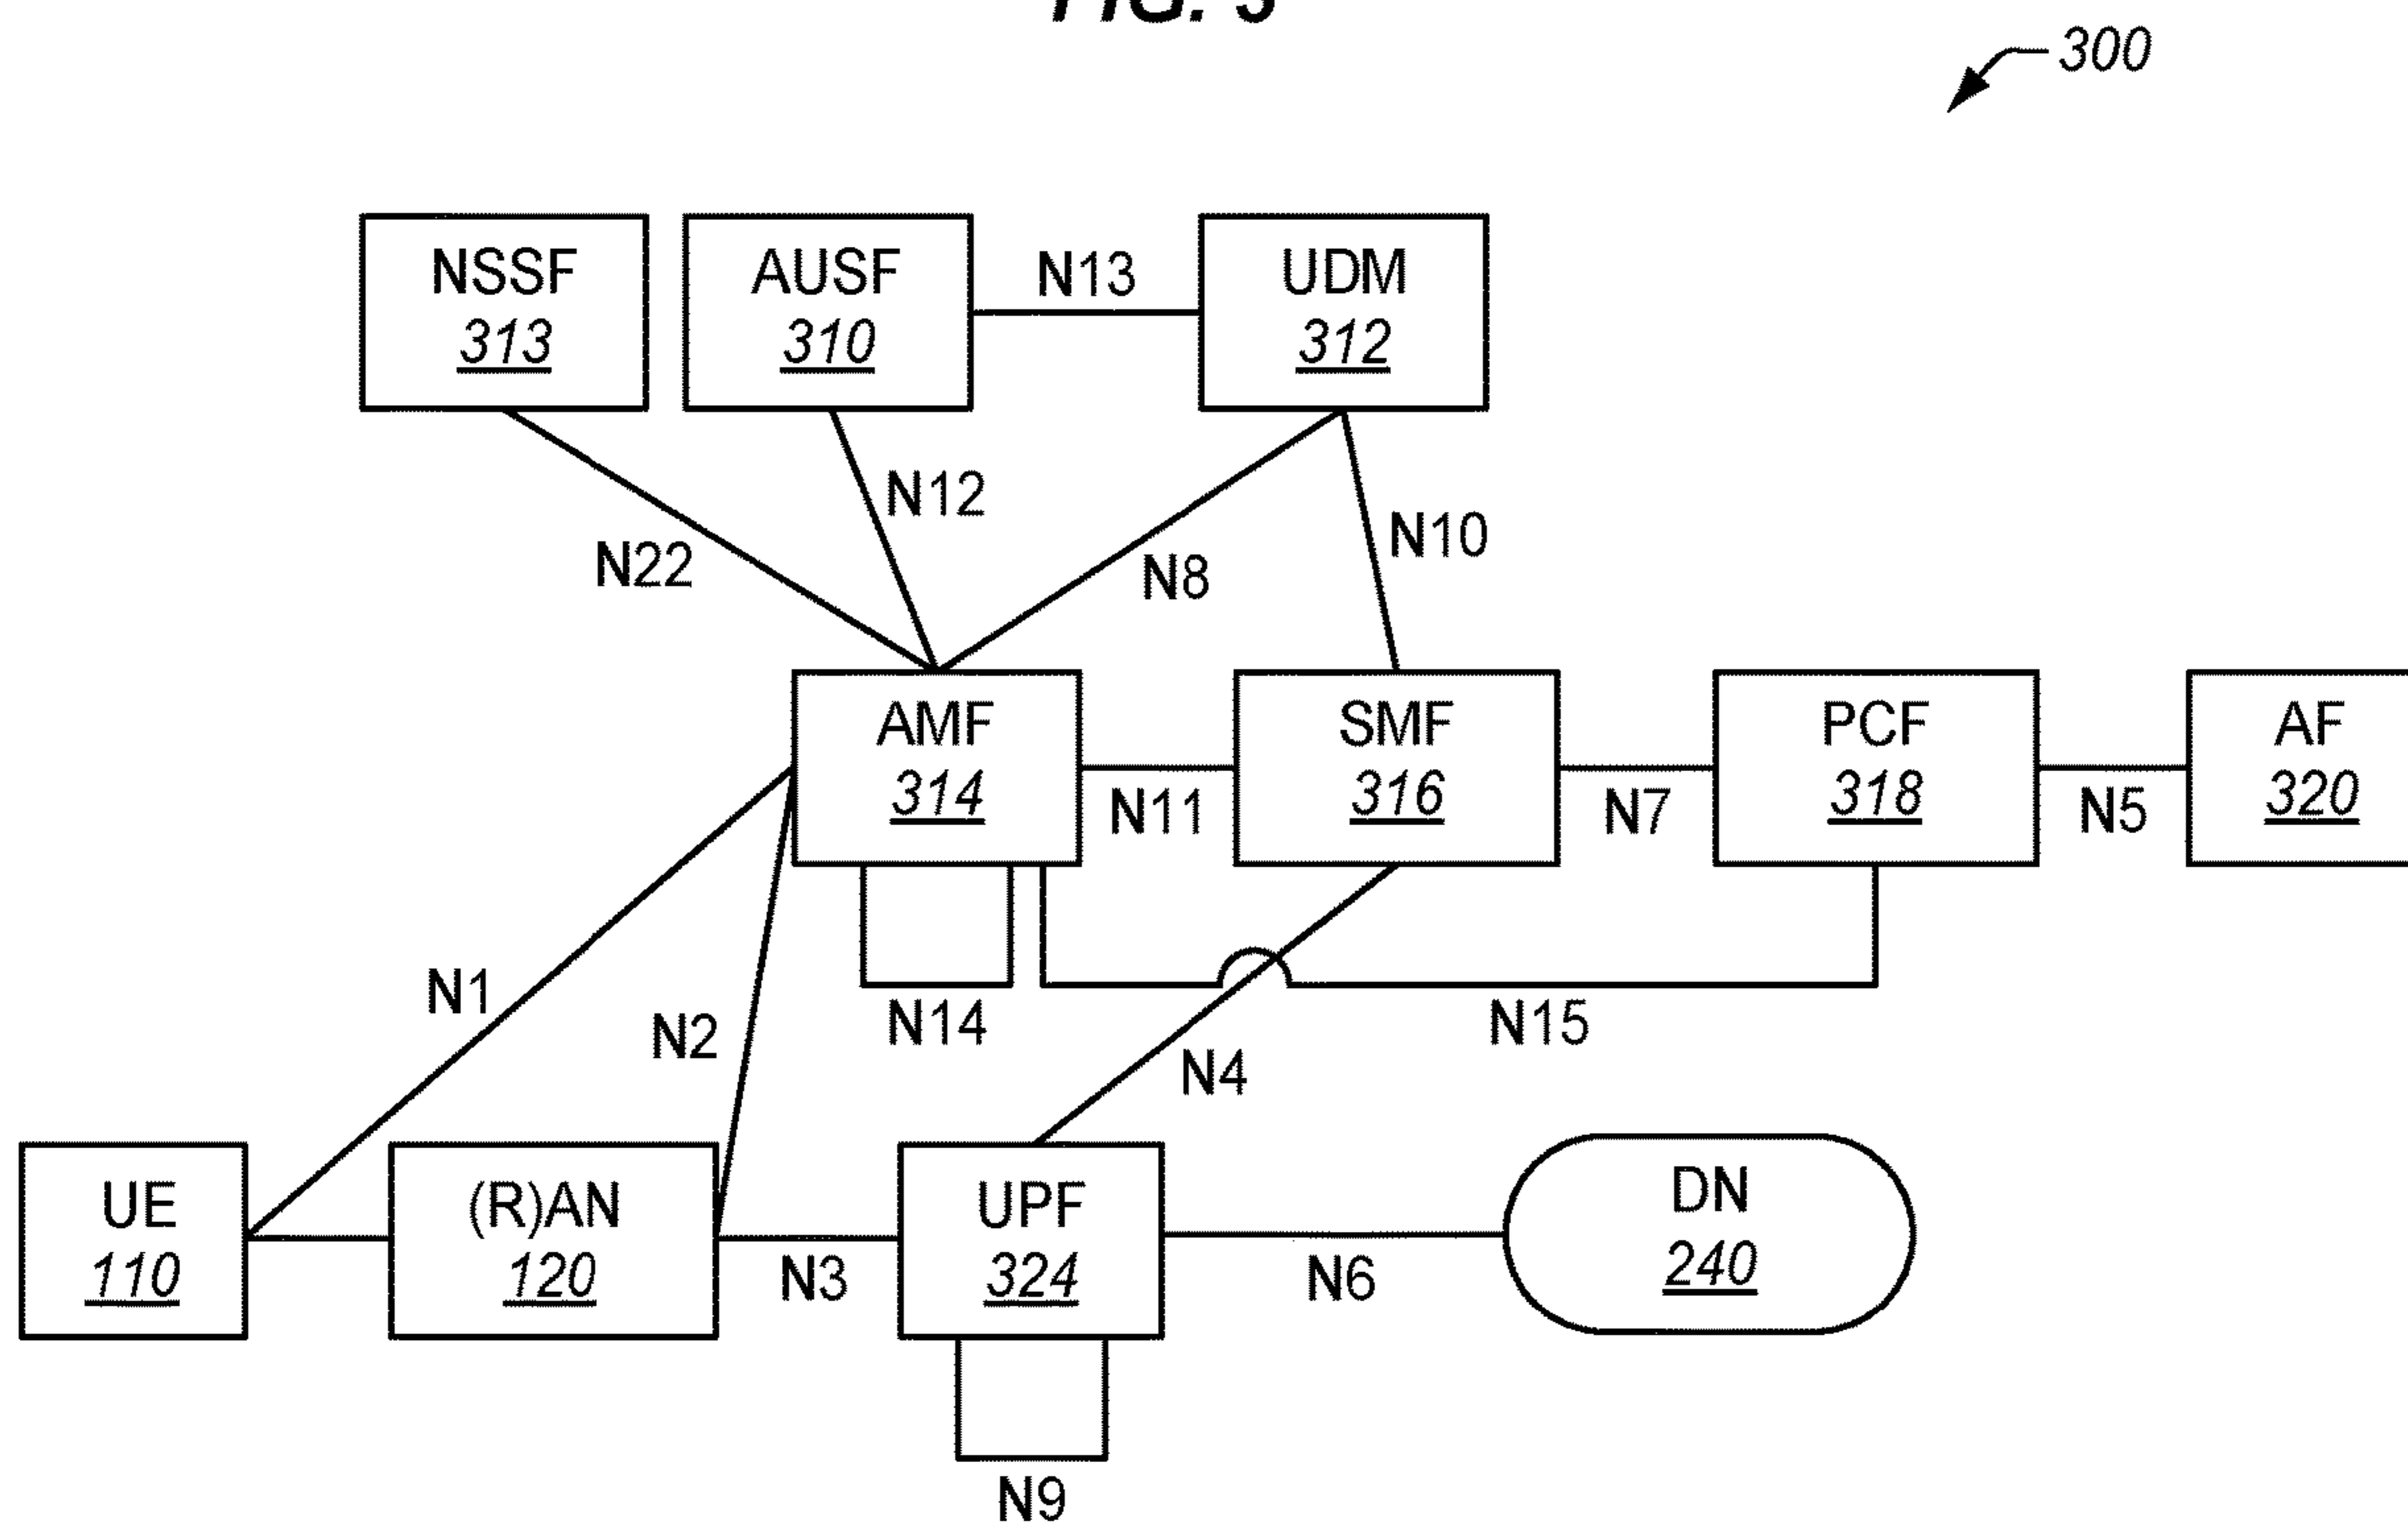 FIG. 3
300
NSSF
313
AUSF
310
N13
UDM
312
N12
N22
N8
N10
AMF
314
N11
SMF
316
N7
PCF
318
N5
AF
320
N1
N2
N14
N15
N4
UE
110
(R)AN
120
N3
UPF
324
N6
DN
240
N9